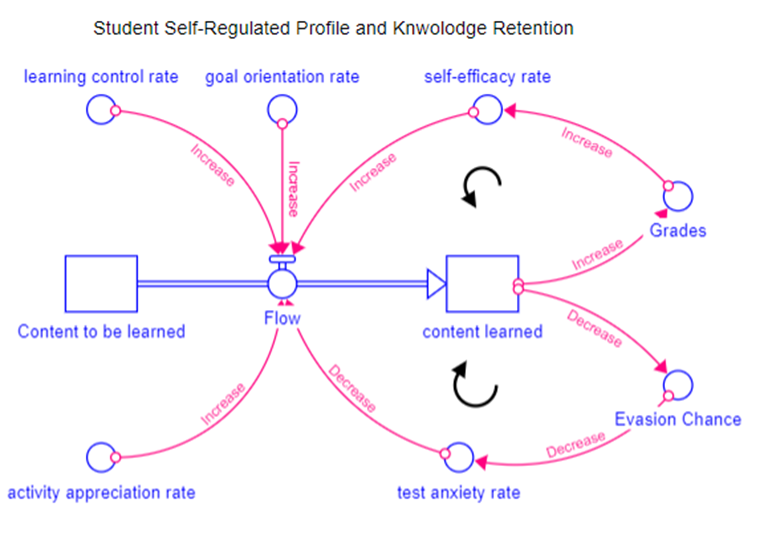 Student Self-Regulated Profile and Knwolodge Retention
learning control rate
goal orientation rate
self-efficacy rate
Increase
Increase
Increase
Increase
Grades
Increase
Content to be learned
Flow
content learned
Decrease
Increase
Decrease
Evasion Chance
Decrease
activity appreciation rate
test anxiety rate